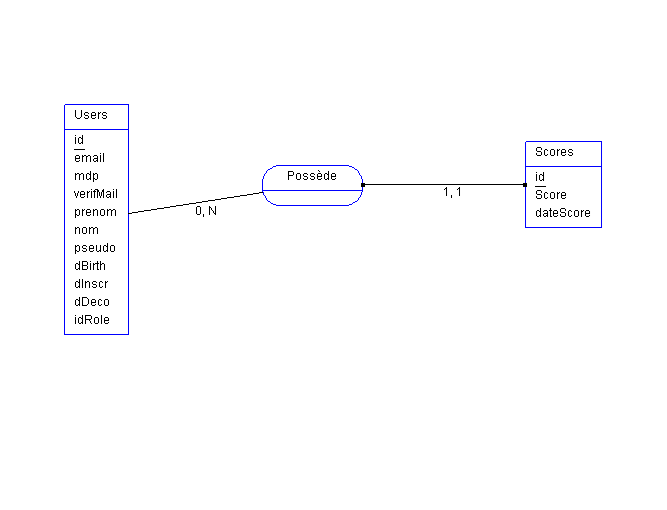 Users
id
email
mdp
verifMail
prenom
nom
pseudo
dBirth
dInscr
dDeco
idRole
0, N
Possède
1, 1
Scores
id
Score
dateScore